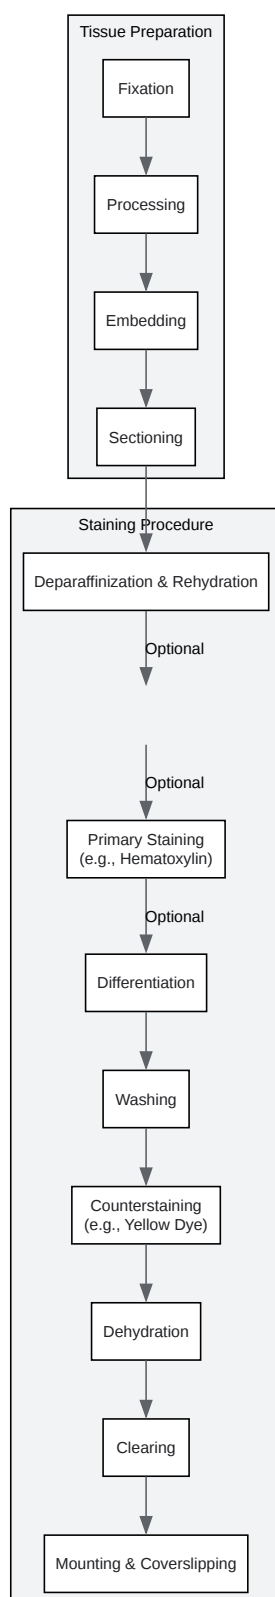 Tissue Preparation
Fixation
Processing
Embedding
Sectioning
Staining Procedure
Deparaffinization & Rehydration
Optional
Optional
Primary Staining
(e.g., Hematoxylin)
Optional
Differentiation
Washing
Counterstaining
(e.g., Yellow Dye)
Dehydration
Clearing
Mounting & Coverslipping